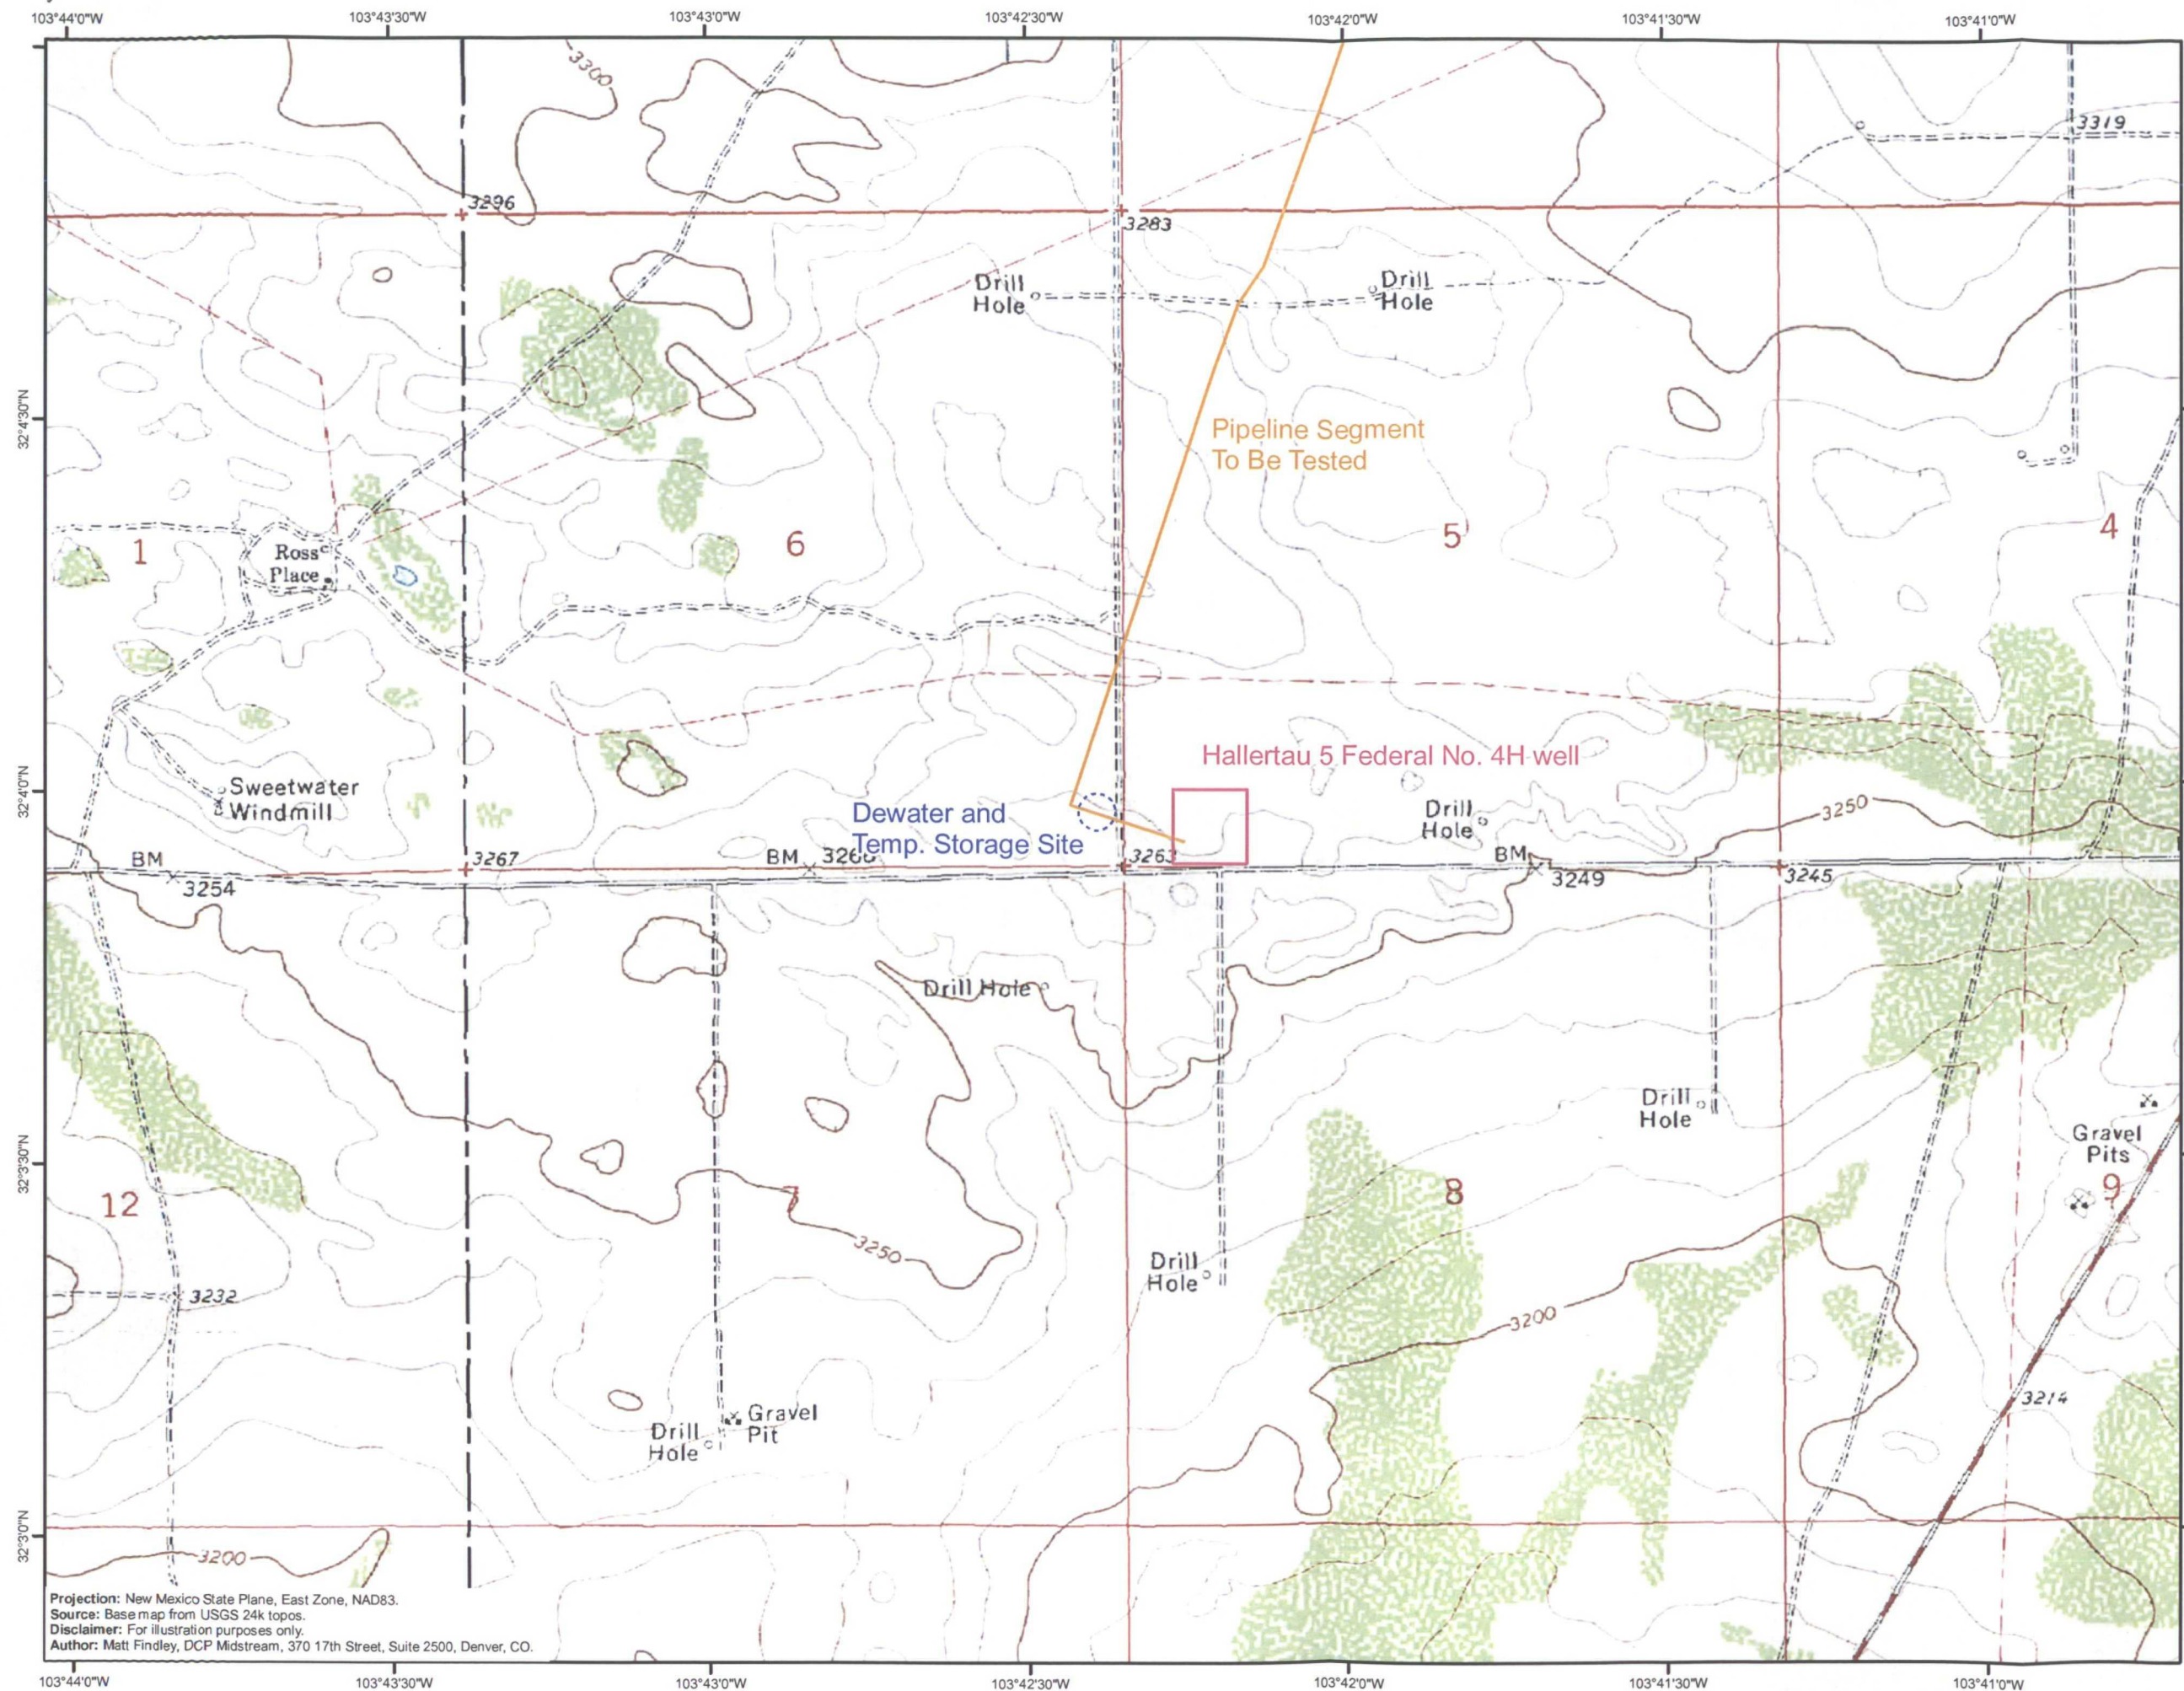 103°44'0"W
103°43'30"W
103°43'0"W
103°42'30"W
103°42'0"W
103°41'30"W
103°41'0"W
3300
3319
3296
3283
Drill
Hole
Drill
Hole
32°4'30"N
Pipeline Segment
To Be Tested
1
Ross
Place
6
5
4
Hallertau 5 Federal No. 4H well
32°4'0"N
Sweetwater
Windmill
Dewater and
Temp. Storage Site
Drill
Hole
3250
BM
3254
3267
BM
BM
3249
3245
Drill Hole
Drill
Hole
Gravel
Pits
32°3'30"N
12
7
8
9
3250
Drill
Hole
3232
3200
3214
Drill
Hole
Gravel
Pit
32°3'0"N
3200
Projection: New Mexico State Plane, East Zone, NAD83.
Source: Base map from USGS 24k topos.
Disclaimer: For illustration purposes only.
Author: Matt Findley, DCP Midstream, 370 17th Street, Suite 2500, Denver, CO.
103°44'0"W
103°43'30"W
103°43'0"W
103°42'30"W
103°42'0"W
103°41'30"W
103°41'0"W